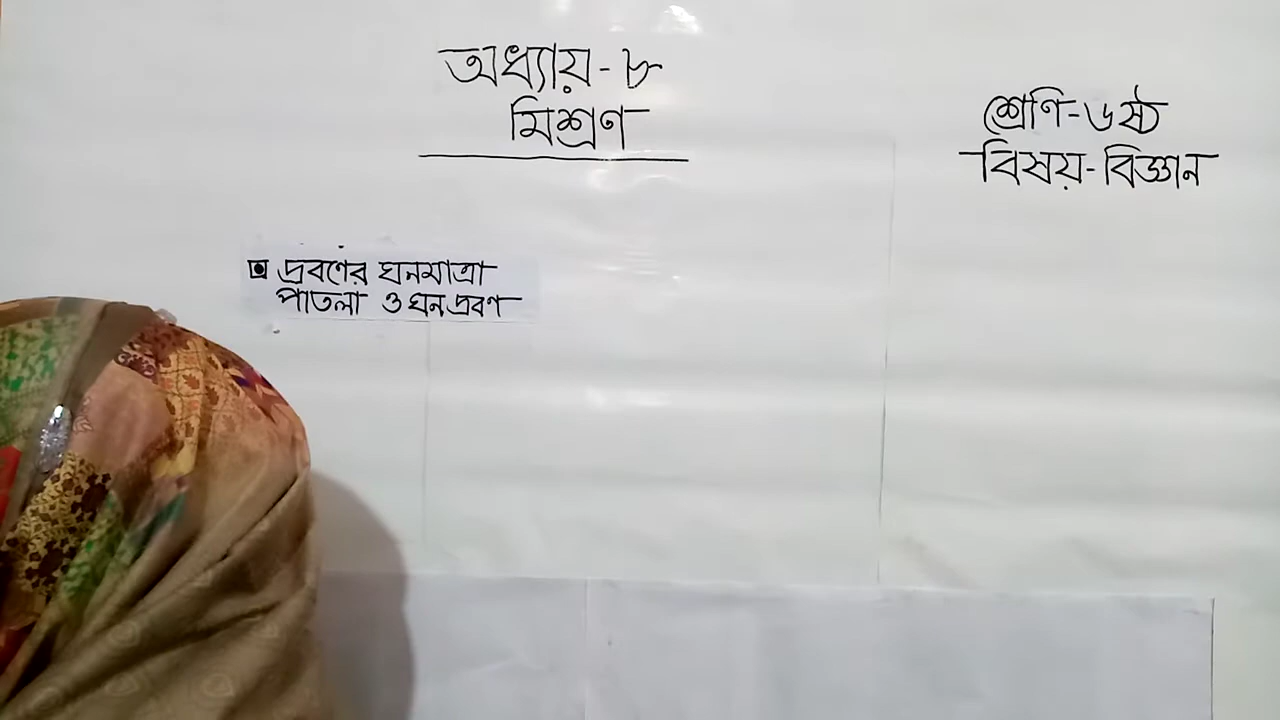 অধ্যায়-৮
মিশ্রণ
শ্রেণি-৬ষ্ঠ
বিষয়-বিজ্ঞান
দ্রবণের ঘনমাত্রা
পাতলা ও ঘন দ্রবণ